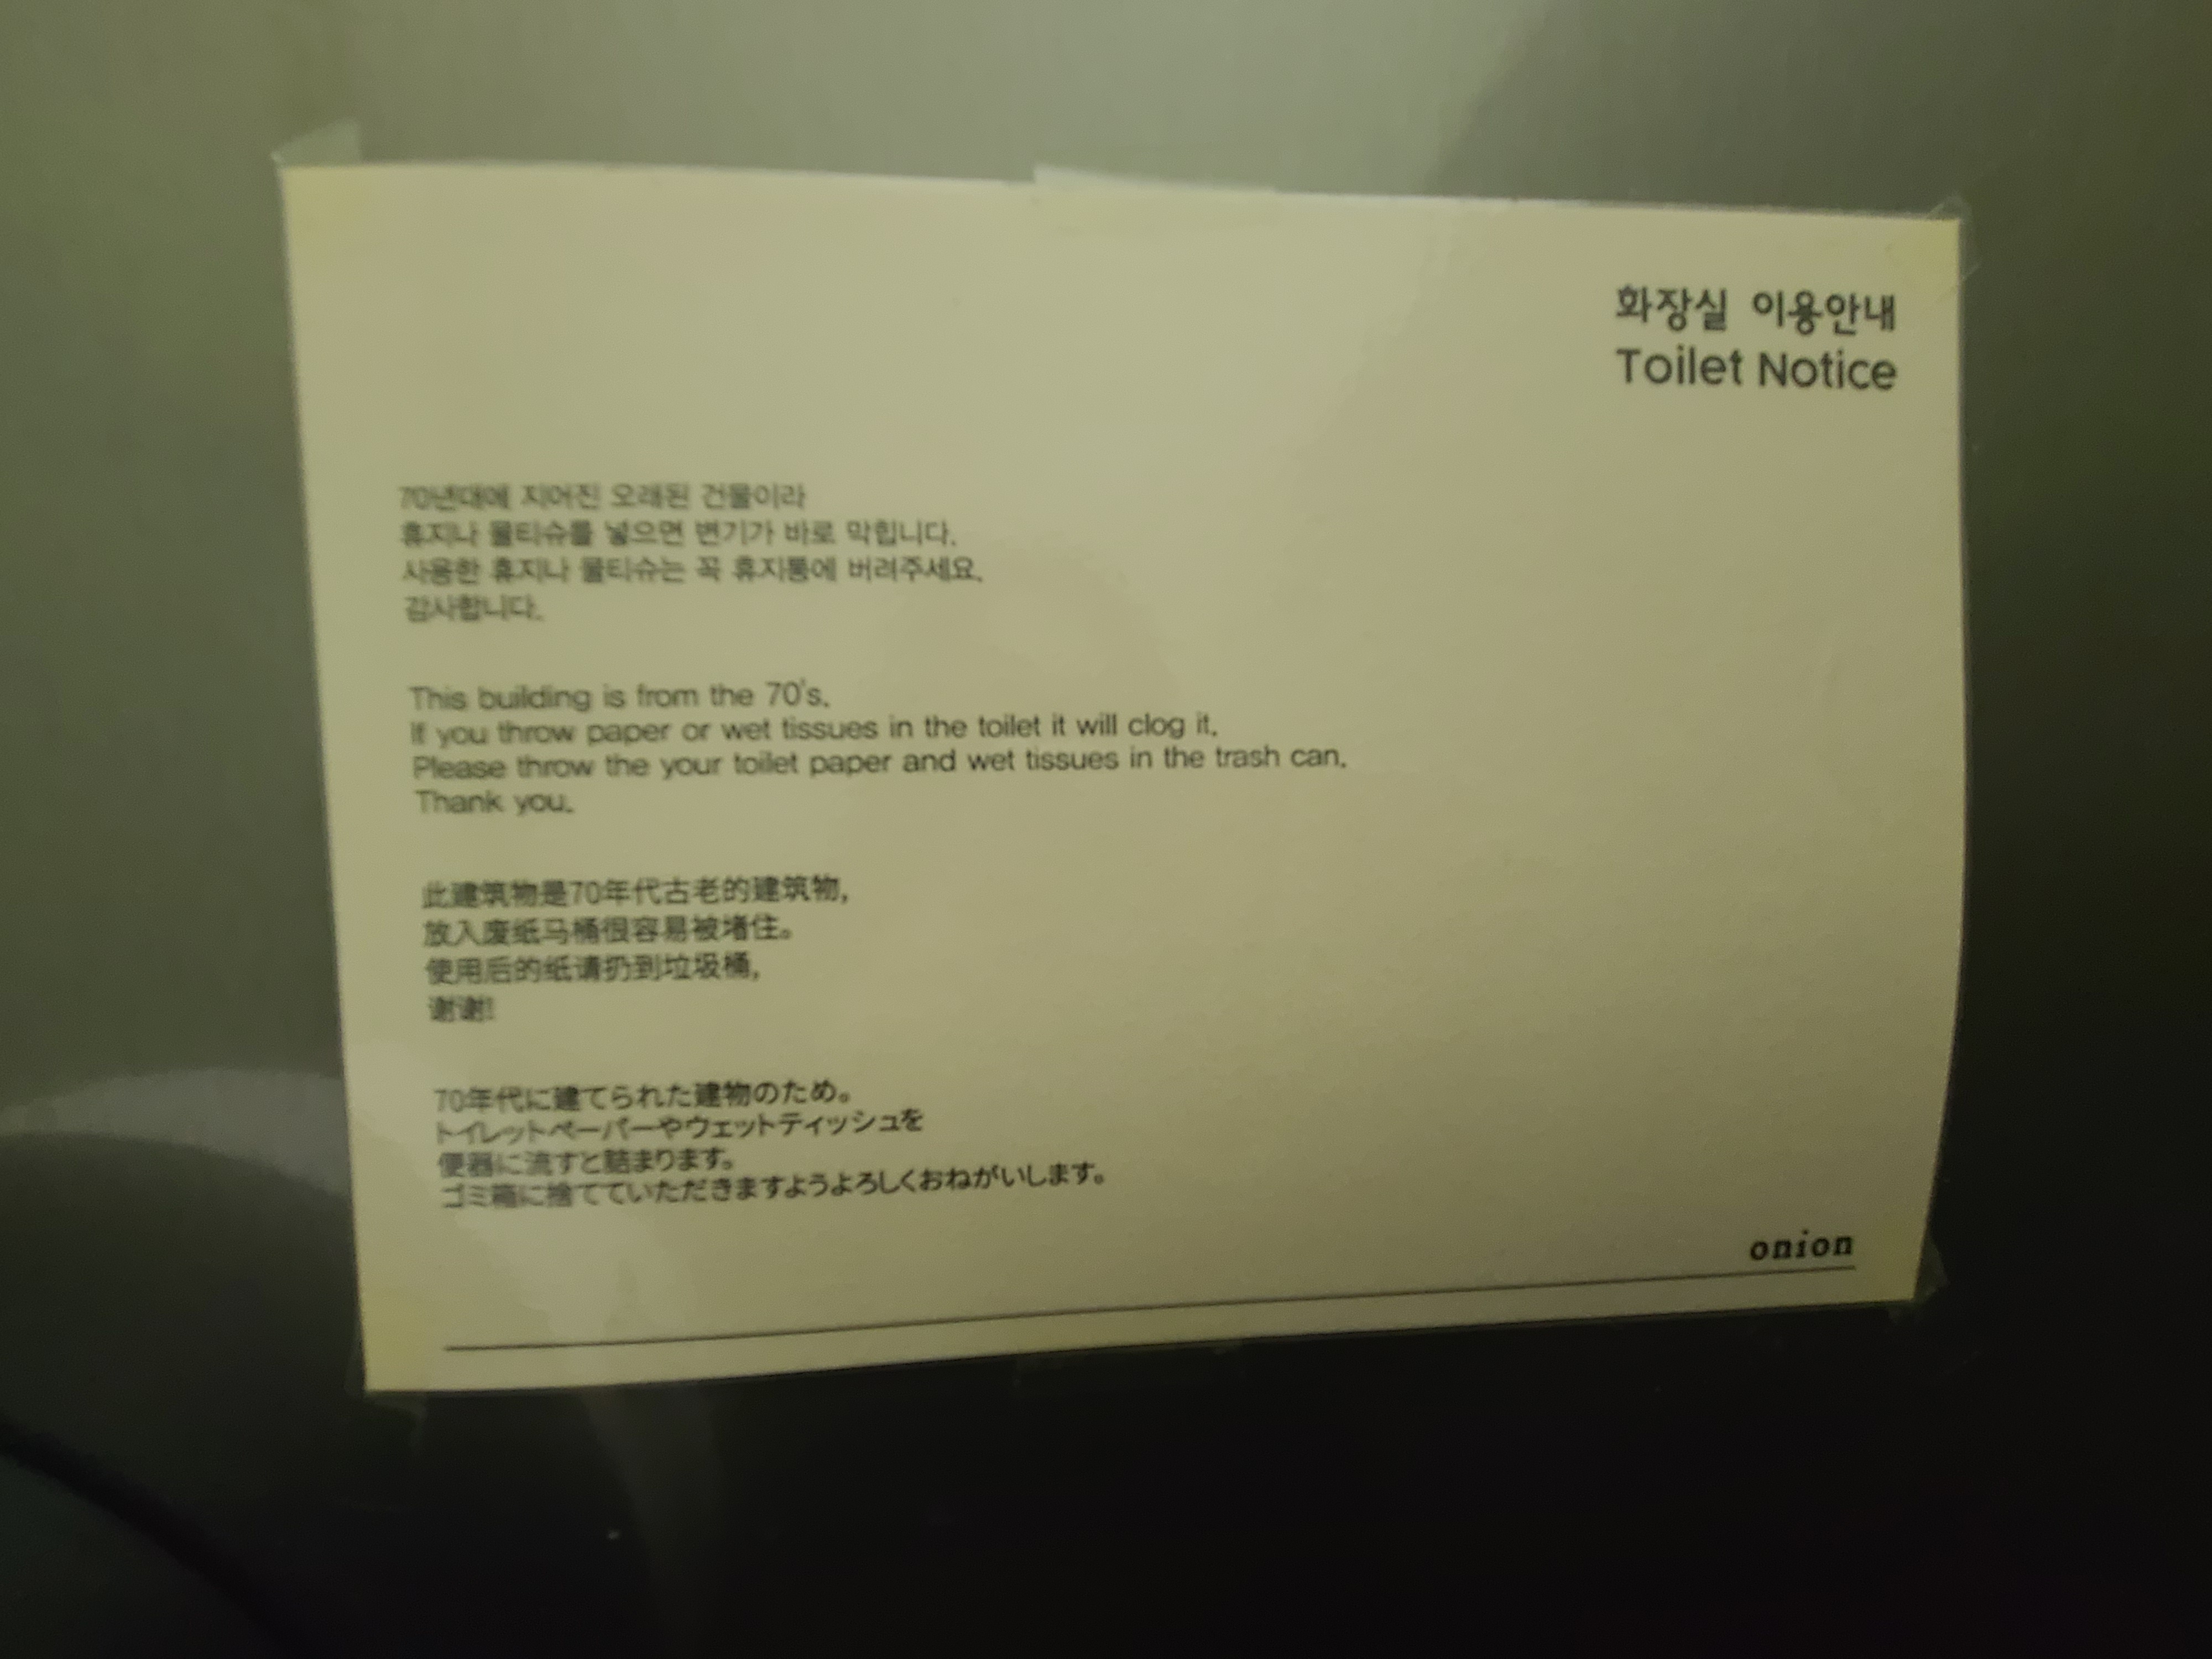 화장실 이용안내
Toilet Notice
70년대에 지어진 오래된 건물이라
휴지나 물티슈를 넣으면 변기가 바로 막힙니다.
사용한 휴지나 물티슈는 꼭 휴지통에 버려주세요.
감사합니다.
This building is from the 70's.
If you throw paper or wet tissues in the toilet it will clog it.
Please throw the your toilet paper and wet tissues in the trash can.
Thank you.
此建筑物是70年代古老的建筑物,
放入废纸马桶很容易被堵住。
使用后的纸请扔到垃圾桶,
谢谢!
70年代に建てられた建物のため。
トイレットペーパーやウェットティッシュを
便器に流すと詰まります。
ゴミ箱に捨てていただきますようよろしくおねがいします。
onion